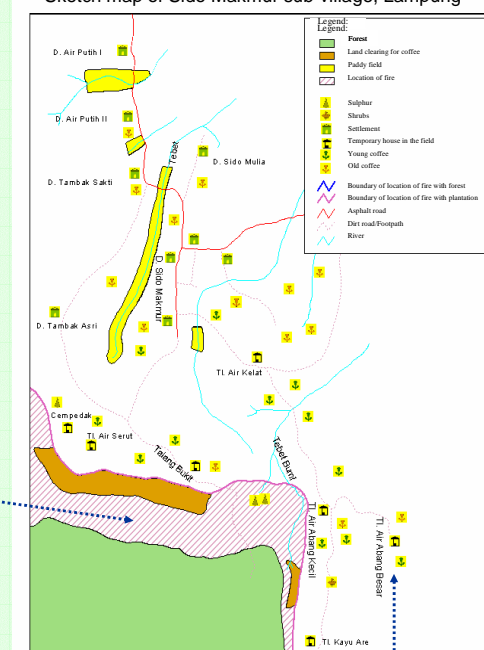 Sketch map of Sido Makmur sub-village, Lampung
Legend:
Legend:
Forest
Land clearing for coffee
Paddy field
Location of fire
Sulphur
Shrubs
Settlement
Temporary house in the field
Young coffee
Old coffee
Boundary of location of fire with forest
Boundary of location of fire with plantation
Asphalt road
Dirt road/Footpath
River
D. Air Putih I
D. Air Putih II
Tebet
D. Sido Mulia
D. Tambak Sakti
D. Sido Makmur
D. Tambak Asri
Tl. Air Kelat
Cempedak
Tl. Air Serut
Talang Bukit
Tebet Bumi
Tl. Air Abang Kecil
Tl. Air Abang Besar
Tl. Kayu Are